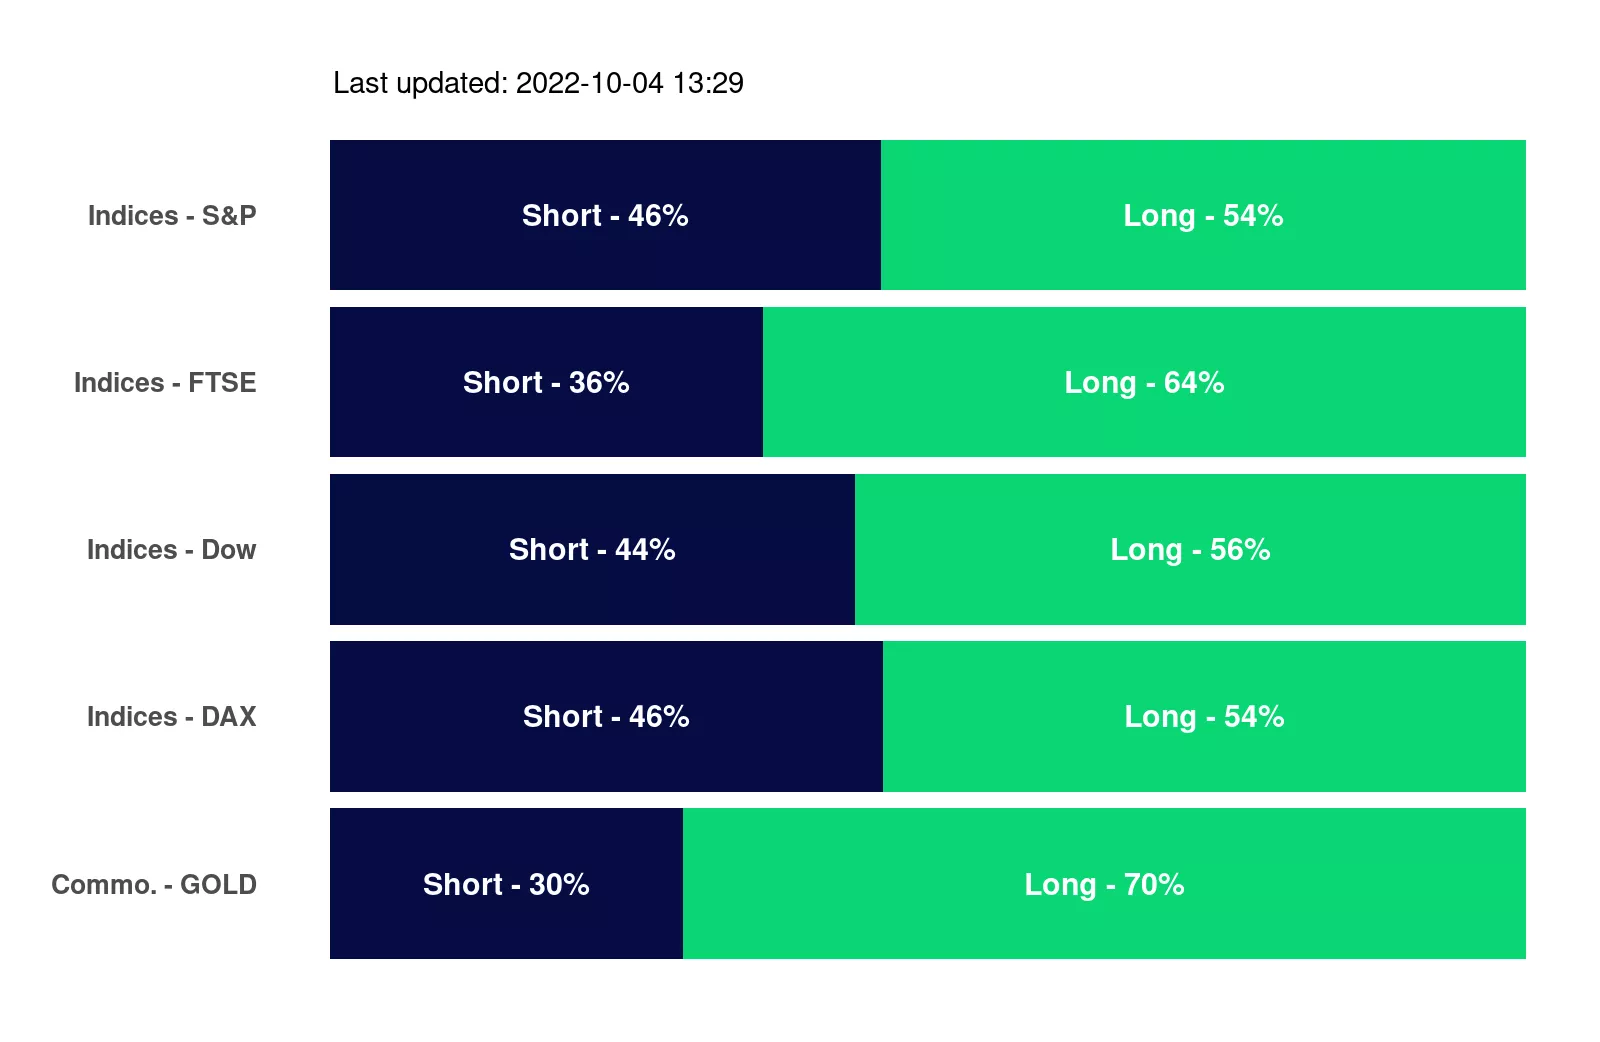 Last updated: 2022-10-04 13:29
Indices - S&P Short - 46% Long - 54%
Indices - FTSE Short - 36% Long - 64%
Indices - Dow Short - 44% Long - 56%
Indices - DAX Short - 46% Long - 54%
Commo. - GOLD Short - 30% Long - 70%